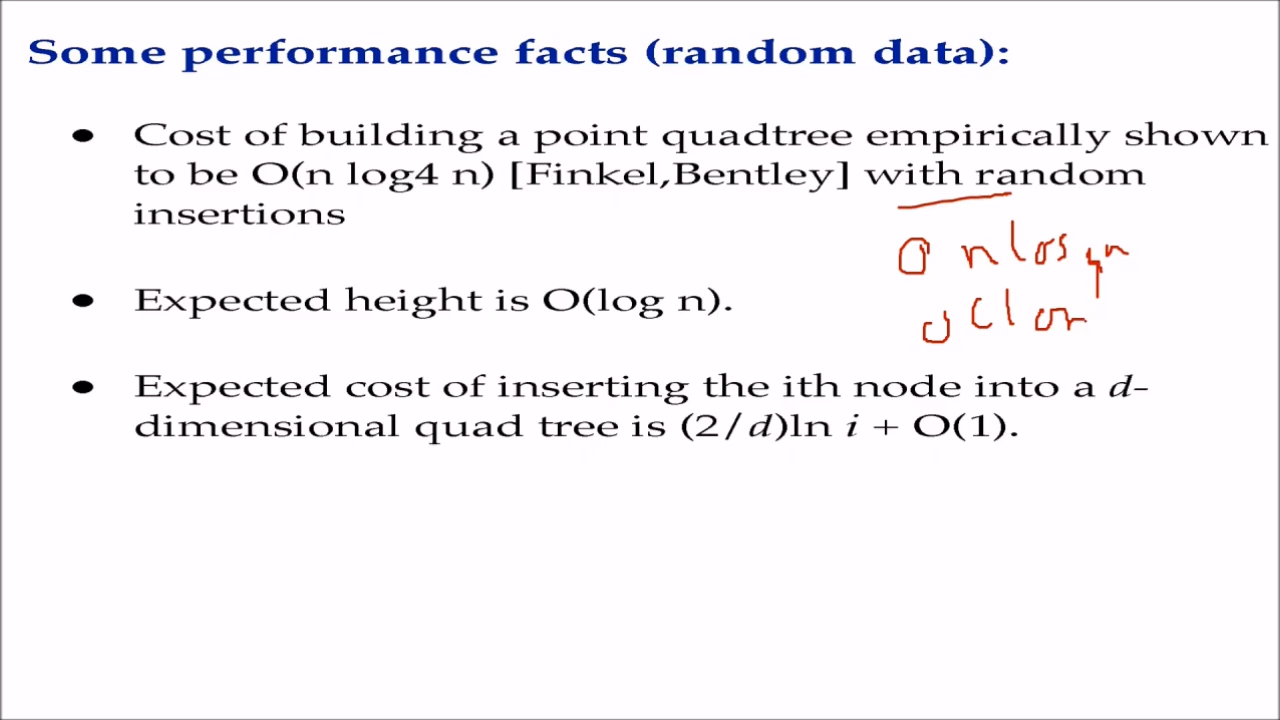 Some performance facts (random data):
● Cost of building a point quadtree empirically shown
to be O(n log4 n) [Finkel,Bentley] with random
insertions
O nlog 4 n
● Expected height is O(log n).
● Expected cost of inserting the ith node into a d-
dimensional quad tree is (2/d)ln i + O(1).